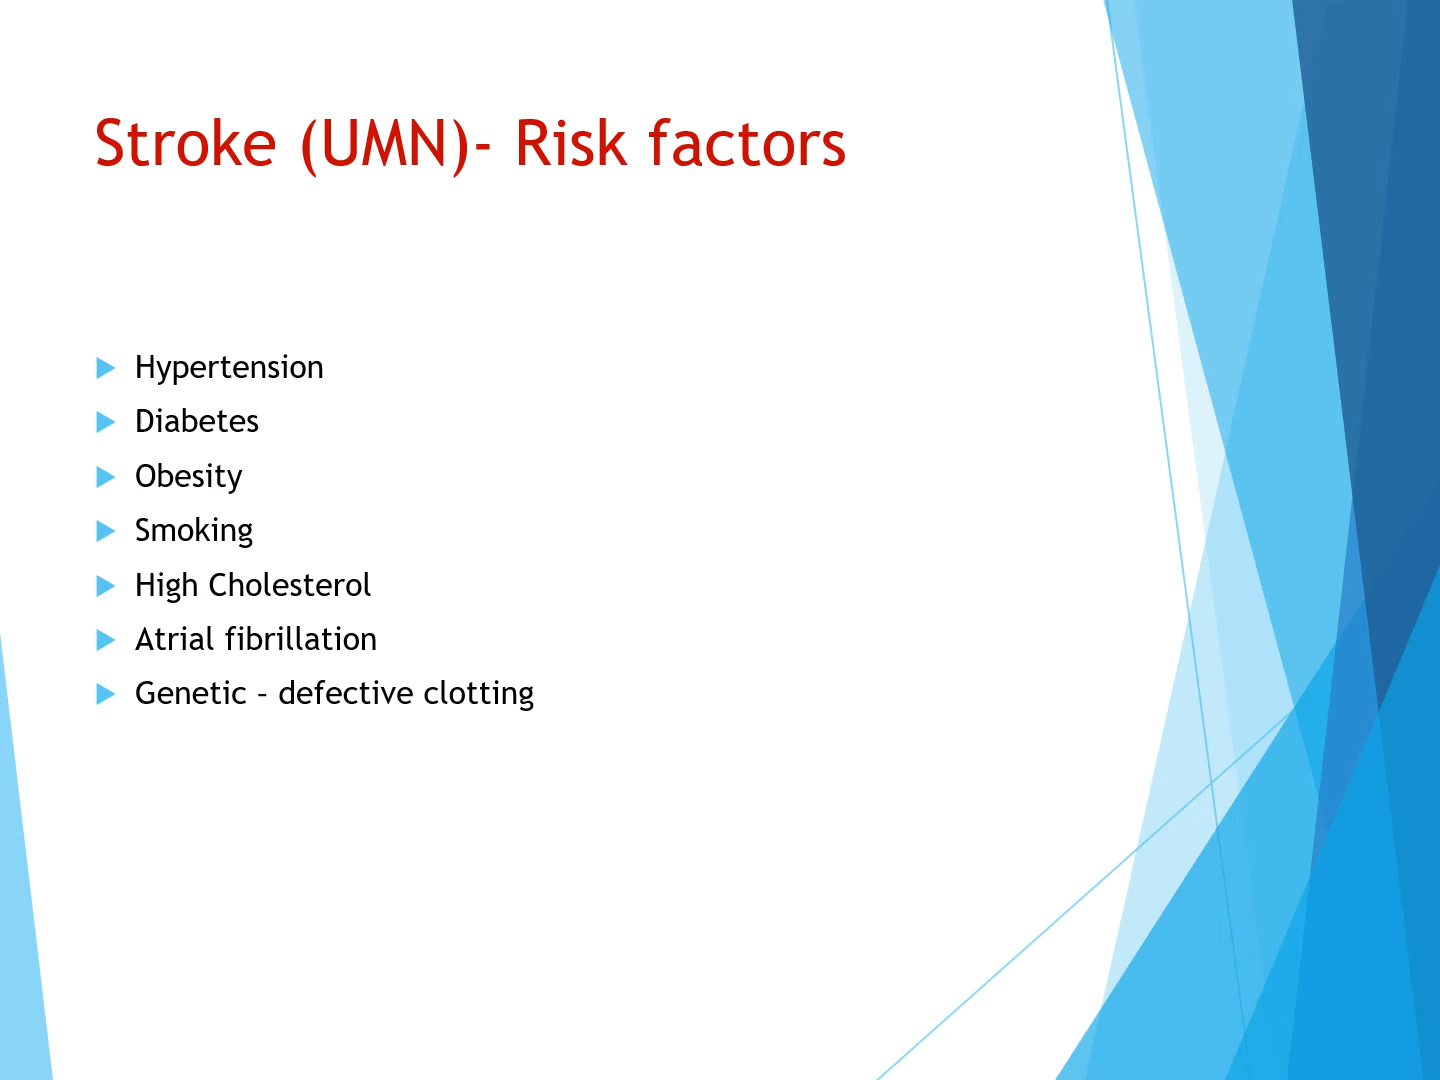 Stroke (UMN)- Risk factors
Hypertension
Diabetes
Obesity
Smoking
High Cholesterol
Atrial fibrillation
Genetic – defective clotting